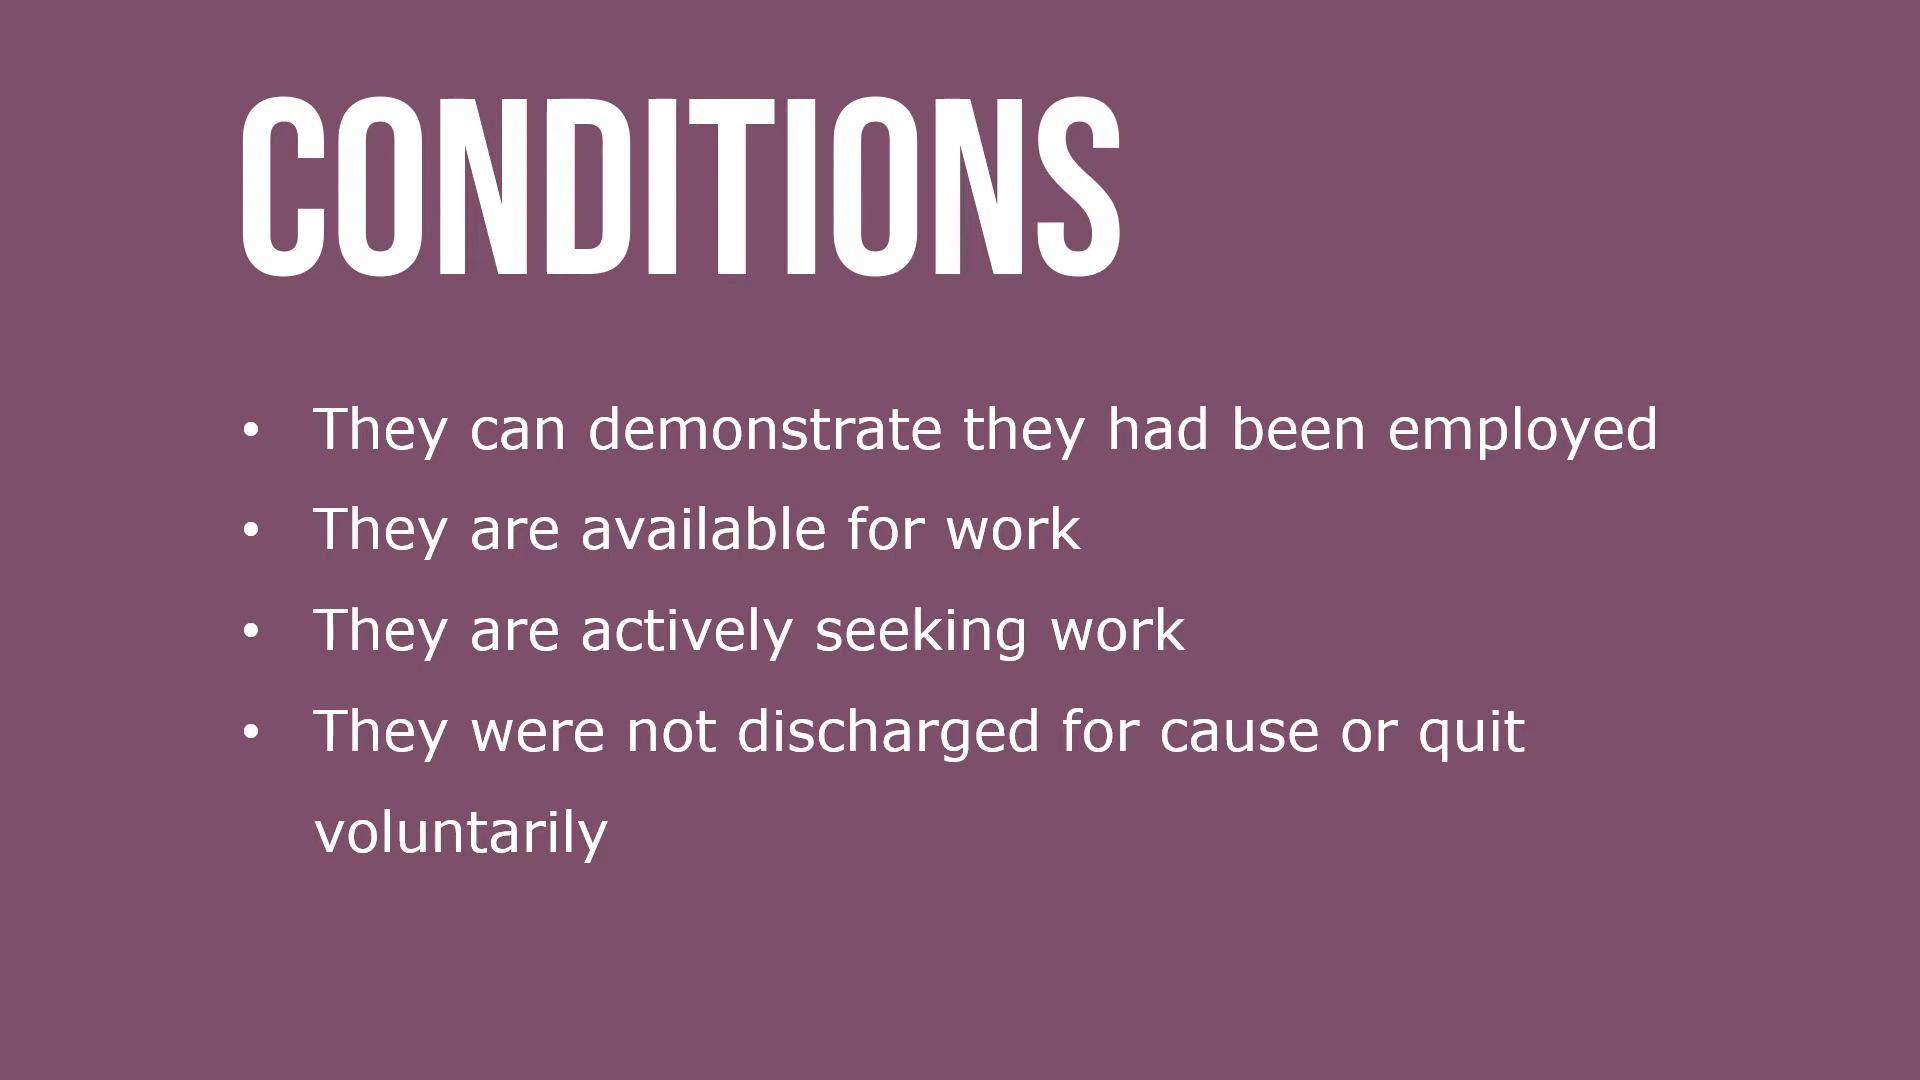 CONDITIONS
• They can demonstrate they had been employed
• They are available for work
• They are actively seeking work
• They were not discharged for cause or quit
voluntarily